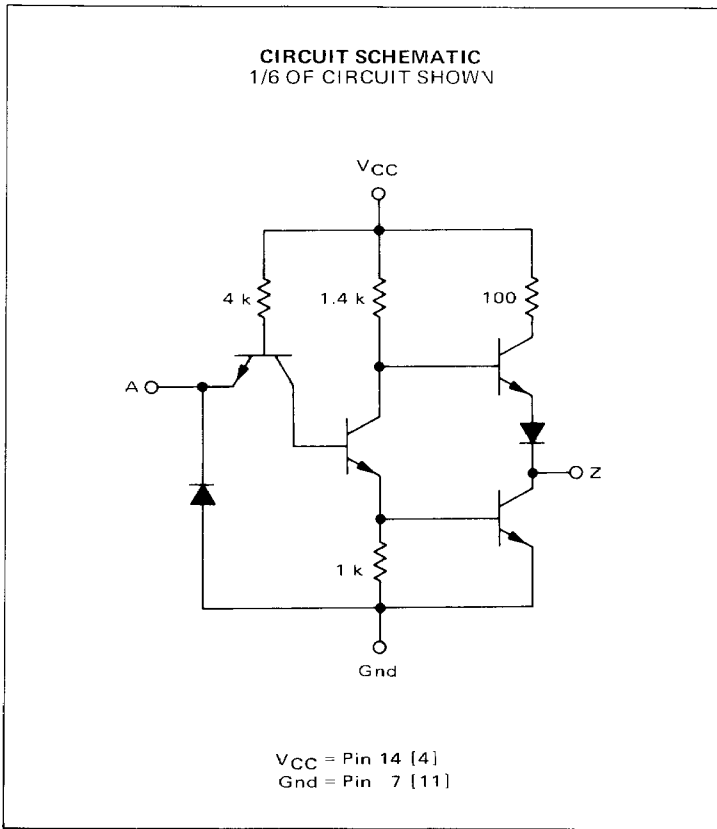 CIRCUIT SCHEMATIC
1/6 OF CIRCUIT SHOWN
VCC
4 k
1.4 k
100
A
Z
1 k
Gnd
VCC = Pin 14 [4]
Gnd = Pin 7 [11]